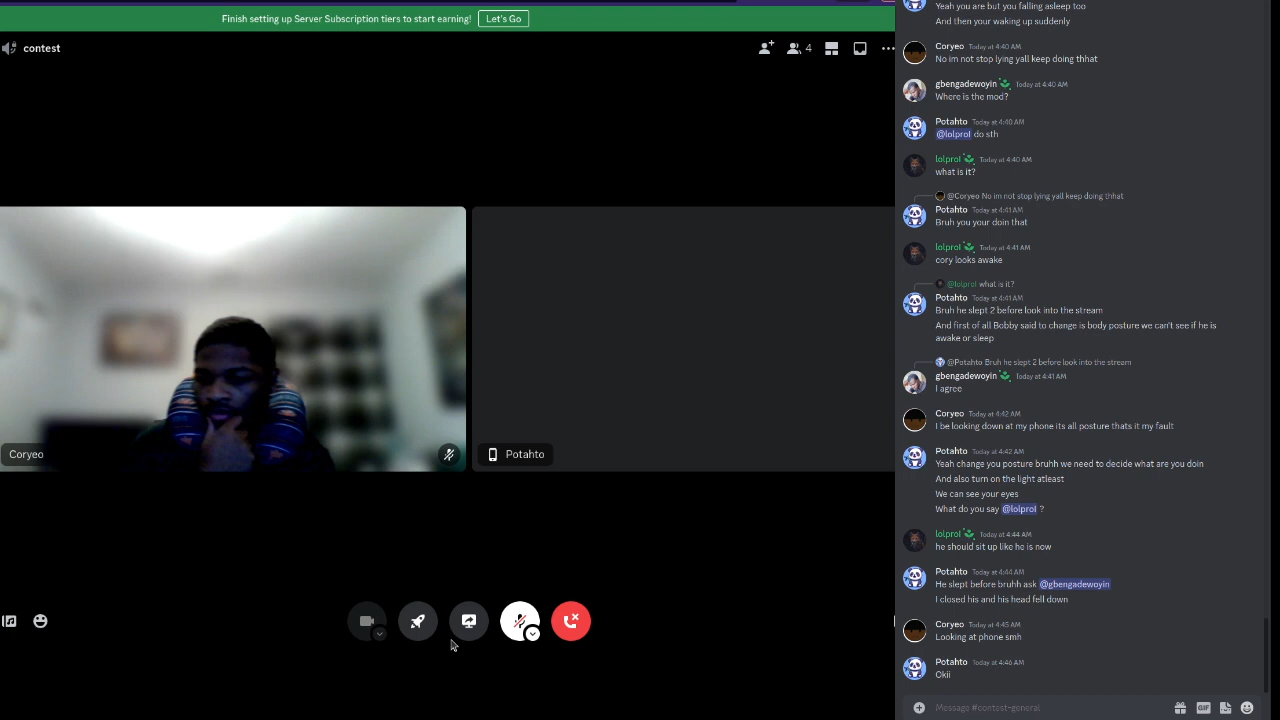 Finish setting up Server Subscription tiers to start earning! Let's Go
contest
4
Coryeo
Potahto
Yeah you are but you falling asleep too
And then your waking up suddenly
Coryeo Today at 4:40 AM
No im not stop lying yall keep doing thhat
gbengadewoyin Today at 4:40 AM
Where is the mod?
Potahto Today at 4:40 AM
@lolprol do sth
lolprol Today at 4:40 AM
what is it?
@Coryeo No im not stop lying yall keep doing thhat
Potahto Today at 4:41 AM
Bruh you your doin that
lolprol Today at 4:41 AM
cory looks awake
@lolprol what is it?
Potahto Today at 4:41 AM
Bruh he slept 2 before look into the stream
And first of all Bobby said to change is body posture we can't see if he is
awake or sleep
@Potahto Bruh he slept 2 before look into the stream
gbengadewoyin Today at 4:41 AM
I agree
Coryeo Today at 4:42 AM
I be looking down at my phone its all posture thats it my fault
Potahto Today at 4:42 AM
Yeah change you posture bruhh we need to decide what are you doin
And also turn on the light atleast
We can see your eyes
What do you say @lolprol ?
lolprol Today at 4:44 AM
he should sit up like he is now
Potahto Today at 4:44 AM
He slept before bruhh ask @gbengadewoyin
I closed his and his head fell down
Coryeo Today at 4:45 AM
Looking at phone smh
Potahto Today at 4:46 AM
Okii
Message #contest-general
GIF